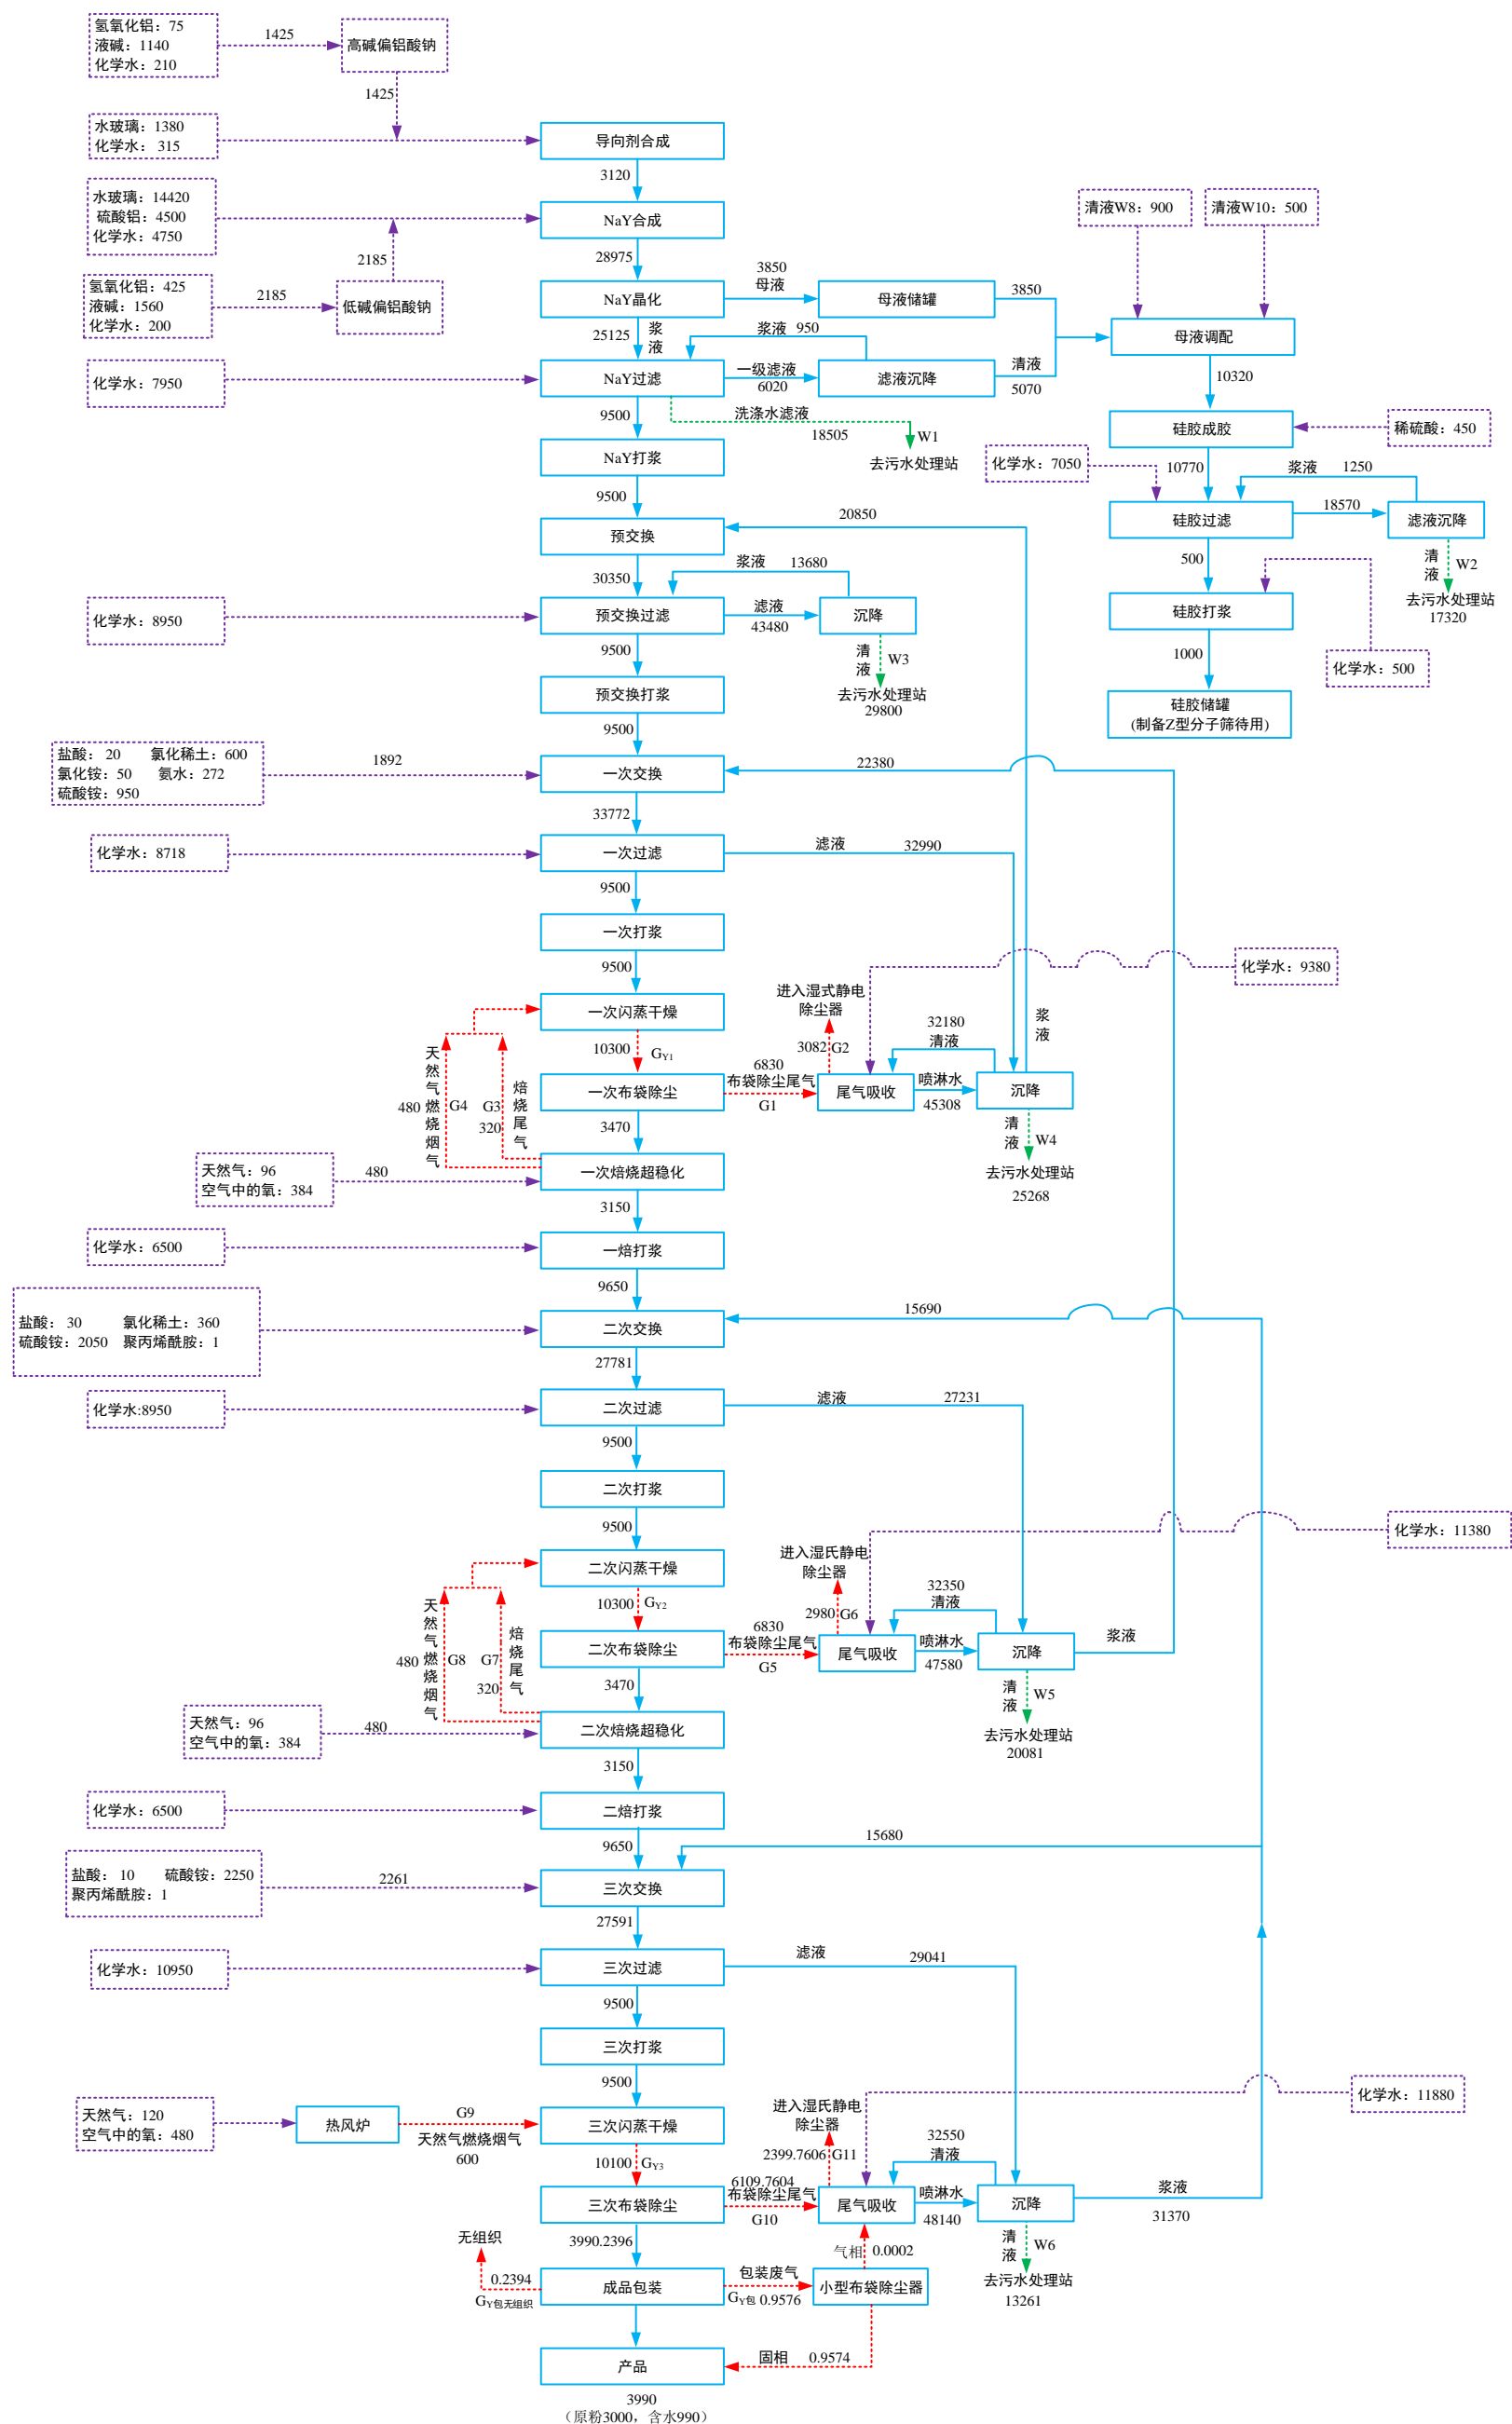 氢氧化铝：75
液碱：1140
化学水：210
1425
高碱偏铝酸钠
1425
水玻璃：1380
化学水：315
导向剂合成
3120
水玻璃：14420
硫酸铝：4500
化学水：4750
NaY合成
清液W8：900
清液W10：500
2185
28975
氢氧化铝：425
液碱：1560
化学水：200
2185
低碱偏铝酸钠
NaY晶化
3850
母液
母液储罐
3850
母液调配
25125
浆液
浆液 950
化学水：7950
NaY过滤
一级滤液
6020
滤液沉降
清液
5070
10320
9500
洗涤水滤液
18505
W1
去污水处理站
硅胶成胶
稀硫酸：450
NaY打浆
化学水：7050
10770
浆液 1250
9500
硅胶过滤
18570
滤液沉降
预交换
20850
500
清液
W2
去污水处理站
17320
30350
浆液 13680
化学水：8950
预交换过滤
滤液
43480
沉降
硅胶打浆
9500
清液
W3
去污水处理站
29800
1000
化学水：500
预交换打浆
硅胶储罐
(制备Z型分子筛待用)
9500
盐酸： 20 氯化稀土：600
氯化铵：50 氨水：272
硫酸铵：950
1892
一次交换
22380
33772
化学水：8718
一次过滤
滤液 32990
9500
一次打浆
9500
化学水：9380
一次闪蒸干燥
进入湿式静电
除尘器
3082
G2
32180
清液
浆液
10300
GY1
一次布袋除尘
6830
布袋除尘尾气
G1
尾气吸收
喷淋水
45308
沉降
天然气燃烧烟气
480
G4
G3
320
焙烧尾气
3470
清液
W4
去污水处理站
25268
天然气：96
空气中的氧：384
480
一次焙烧超稳化
3150
化学水：6500
一焙打浆
9650
盐酸： 30 氯化稀土：360
硫酸铵：2050 聚丙烯酰胺：1
二次交换
15690
27781
化学水:8950
二次过滤
滤液 27231
9500
二次打浆
9500
化学水：11380
二次闪蒸干燥
进入湿氏静电
除尘器
2980
G6
32350
清液
10300
GY2
二次布袋除尘
6830
布袋除尘尾气
G5
尾气吸收
喷淋水
47580
沉降
浆液
天然气燃烧烟气
480
G8
G7
320
焙烧尾气
3470
清液
W5
去污水处理站
20081
天然气：96
空气中的氧：384
480
二次焙烧超稳化
3150
化学水：6500
二焙打浆
9650
15680
盐酸： 10 硫酸铵：2250
聚丙烯酰胺：1
2261
三次交换
27591
化学水：10950
三次过滤
滤液 29041
9500
三次打浆
9500
化学水：11880
天然气：120
空气中的氧：480
热风炉
G9
天然气燃烧烟气
600
三次闪蒸干燥
进入湿氏静电
除尘器
2399.7606
G11
32550
清液
10100
GY3
三次布袋除尘
6109.7604
布袋除尘尾气
G10
尾气吸收
喷淋水
48140
沉降
浆液
31370
3990.2396
气相 0.0002
清液
W6
去污水处理站
13261
无组织
0.2394
GY包无组织
成品包装
包装废气
GY包 0.9576
小型布袋除尘器
产品
固相 0.9574
3990
（原粉3000，含水990）